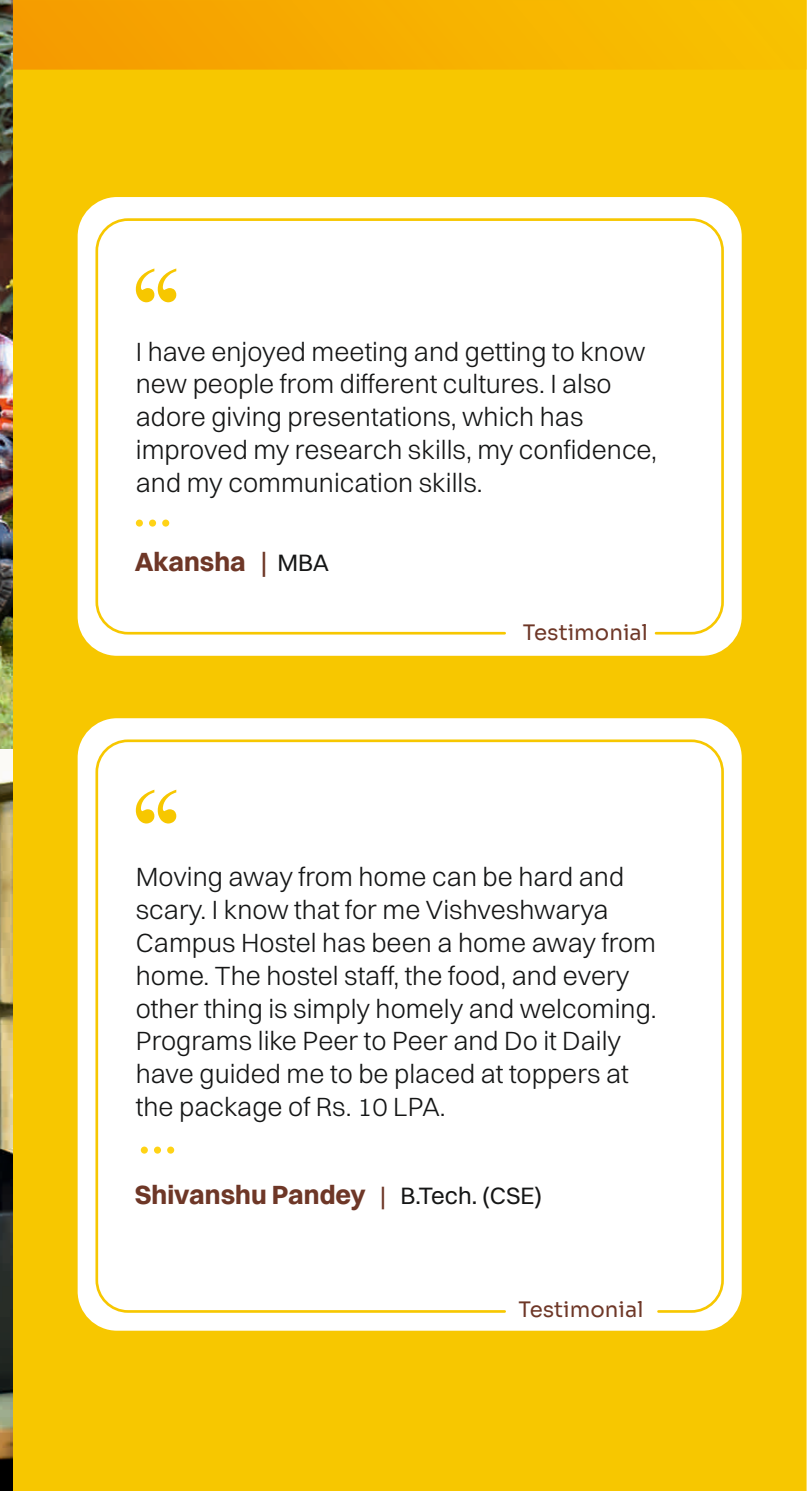 “
I have enjoyed meeting and getting to know
new people from different cultures. I also
adore giving presentations, which has
improved my research skills, my confidence,
and my communication skills.
...
Akansha | MBA
Testimonial
“
Moving away from home can be hard and
scary. I know that for me Vishveshwarya
Campus Hostel has been a home away from
home. The hostel staff, the food, and every
other thing is simply homely and welcoming.
Programs like Peer to Peer and Do it Daily
have guided me to be placed at toppers at
the package of Rs. 10 LPA.
...
Shivanshu Pandey | B.Tech. (CSE)
Testimonial